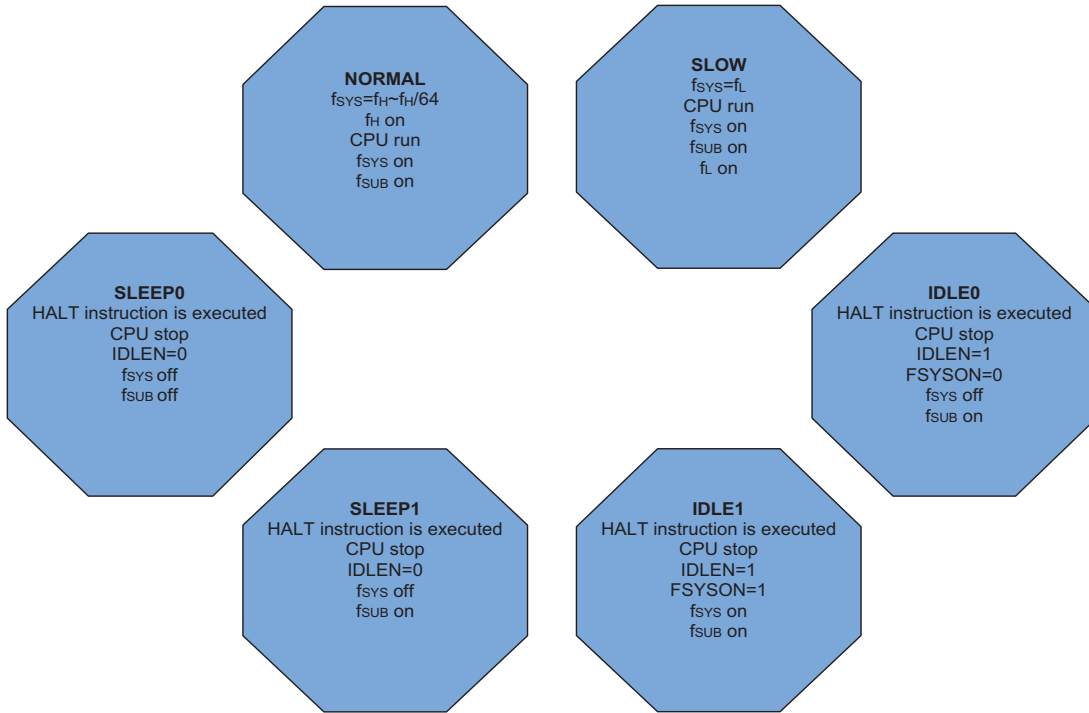 NORMAL
fSYS=fH~fH/64
fH on
CPU run
fSYS on
fSUB on
SLOW
fSYS=fL
CPU run
fSYS on
fSUB on
fL on
SLEEP0
HALT instruction is executed
CPU stop
IDLEN=0
fSYS off
fSUB off
IDLE0
HALT instruction is executed
CPU stop
IDLEN=1
FSYSON=0
fSYS off
fSUB on
SLEEP1
HALT instruction is executed
CPU stop
IDLEN=0
fSYS off
fSUB on
IDLE1
HALT instruction is executed
CPU stop
IDLEN=1
FSYSON=1
fSYS on
fSUB on